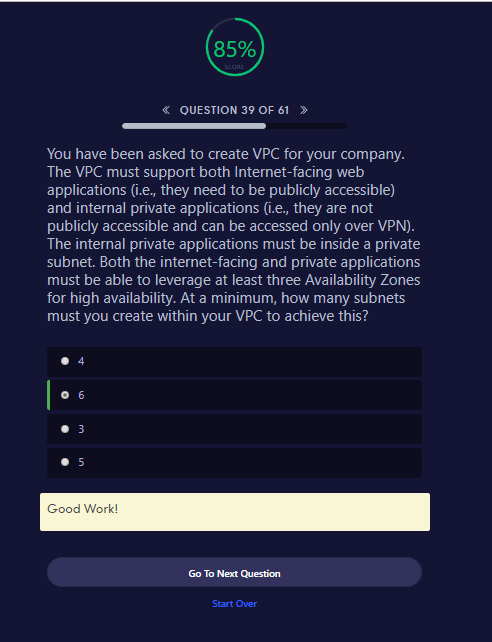 85%
SCORE
« QUESTION 39 OF 61 »
You have been asked to create VPC for your company.
The VPC must support both Internet-facing web
applications (i.e., they need to be publicly accessible)
and internal private applications (i.e., they are not
publicly accessible and can be accessed only over VPN).
The internal private applications must be inside a private
subnet. Both the internet-facing and private applications
must be able to leverage at least three Availability Zones
for high availability. At a minimum, how many subnets
must you create within your VPC to achieve this?
4
6
3
5
Good Work!
Go To Next Question
Start Over